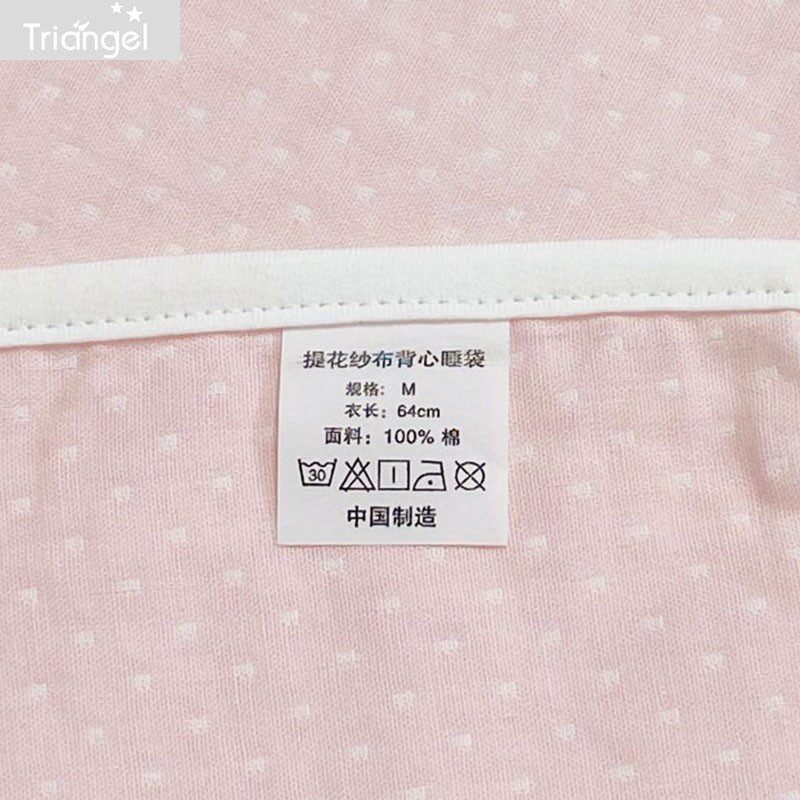 Triangel
提花纱布背心睡袋
规格： M
衣长：64cm
面料：100% 棉
30
中国制造